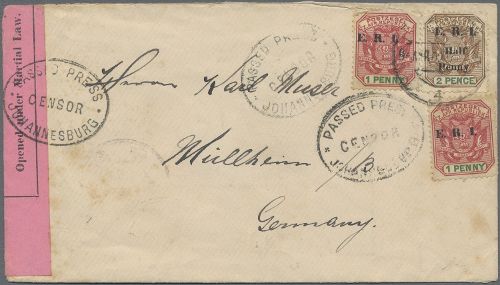 Opened under Martial Law.
PASSED PRESS
CENSOR
JOHANNESBURG
PASSED PRESS
JOHANNESBURG
PASSED PRESS
CENSOR
JOHANNESBURG
E. R. I.
1 PENNY
E. R. I.
Half
Penny
2 PENCE
E. R. I.
1 PENNY
Herrn Karl Muser
Müllheim /B.
Germany.